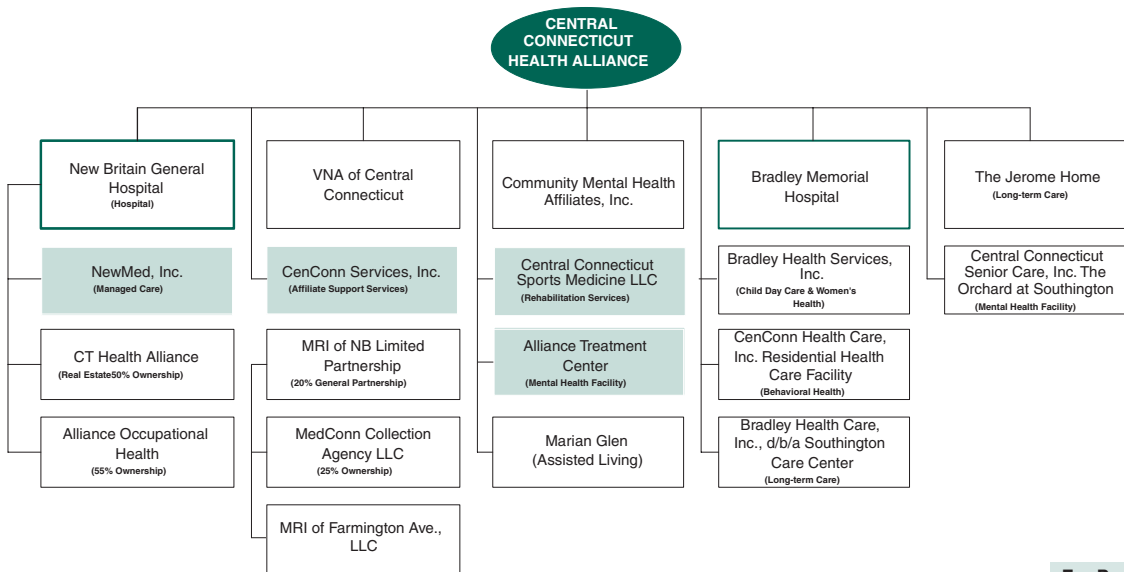 CENTRAL
CONNECTICUT
HEALTH ALLIANCE
New Britain General
Hospital
(Hospital)
VNA of Central
Connecticut
Community Mental Health
Affiliates, Inc.
Bradley Memorial
Hospital
The Jerome Home
(Long-term Care)
NewMed, Inc.
(Managed Care)
CenConn Services, Inc.
(Affiliate Support Services)
Central Connecticut
Sports Medicine LLC
(Rehabilitation Services)
Bradley Health Services,
Inc.
(Child Day Care & Women's
Health)
Central Connecticut
Senior Care, Inc. The
Orchard at Southington
(Mental Health Facility)
CT Health Alliance
(Real Estate50% Ownership)
MRI of NB Limited
Partnership
(20% General Partnership)
Alliance Treatment
Center
(Mental Health Facility)
CenConn Health Care,
Inc. Residential Health
Care Facility
(Behavioral Health)
Alliance Occupational
Health
(55% Ownership)
MedConn Collection
Agency LLC
(25% Ownership)
Marian Glen
(Assisted Living)
Bradley Health Care,
Inc., d/b/a Southington
Care Center
(Long-term Care)
MRI of Farmington Ave.,
LLC